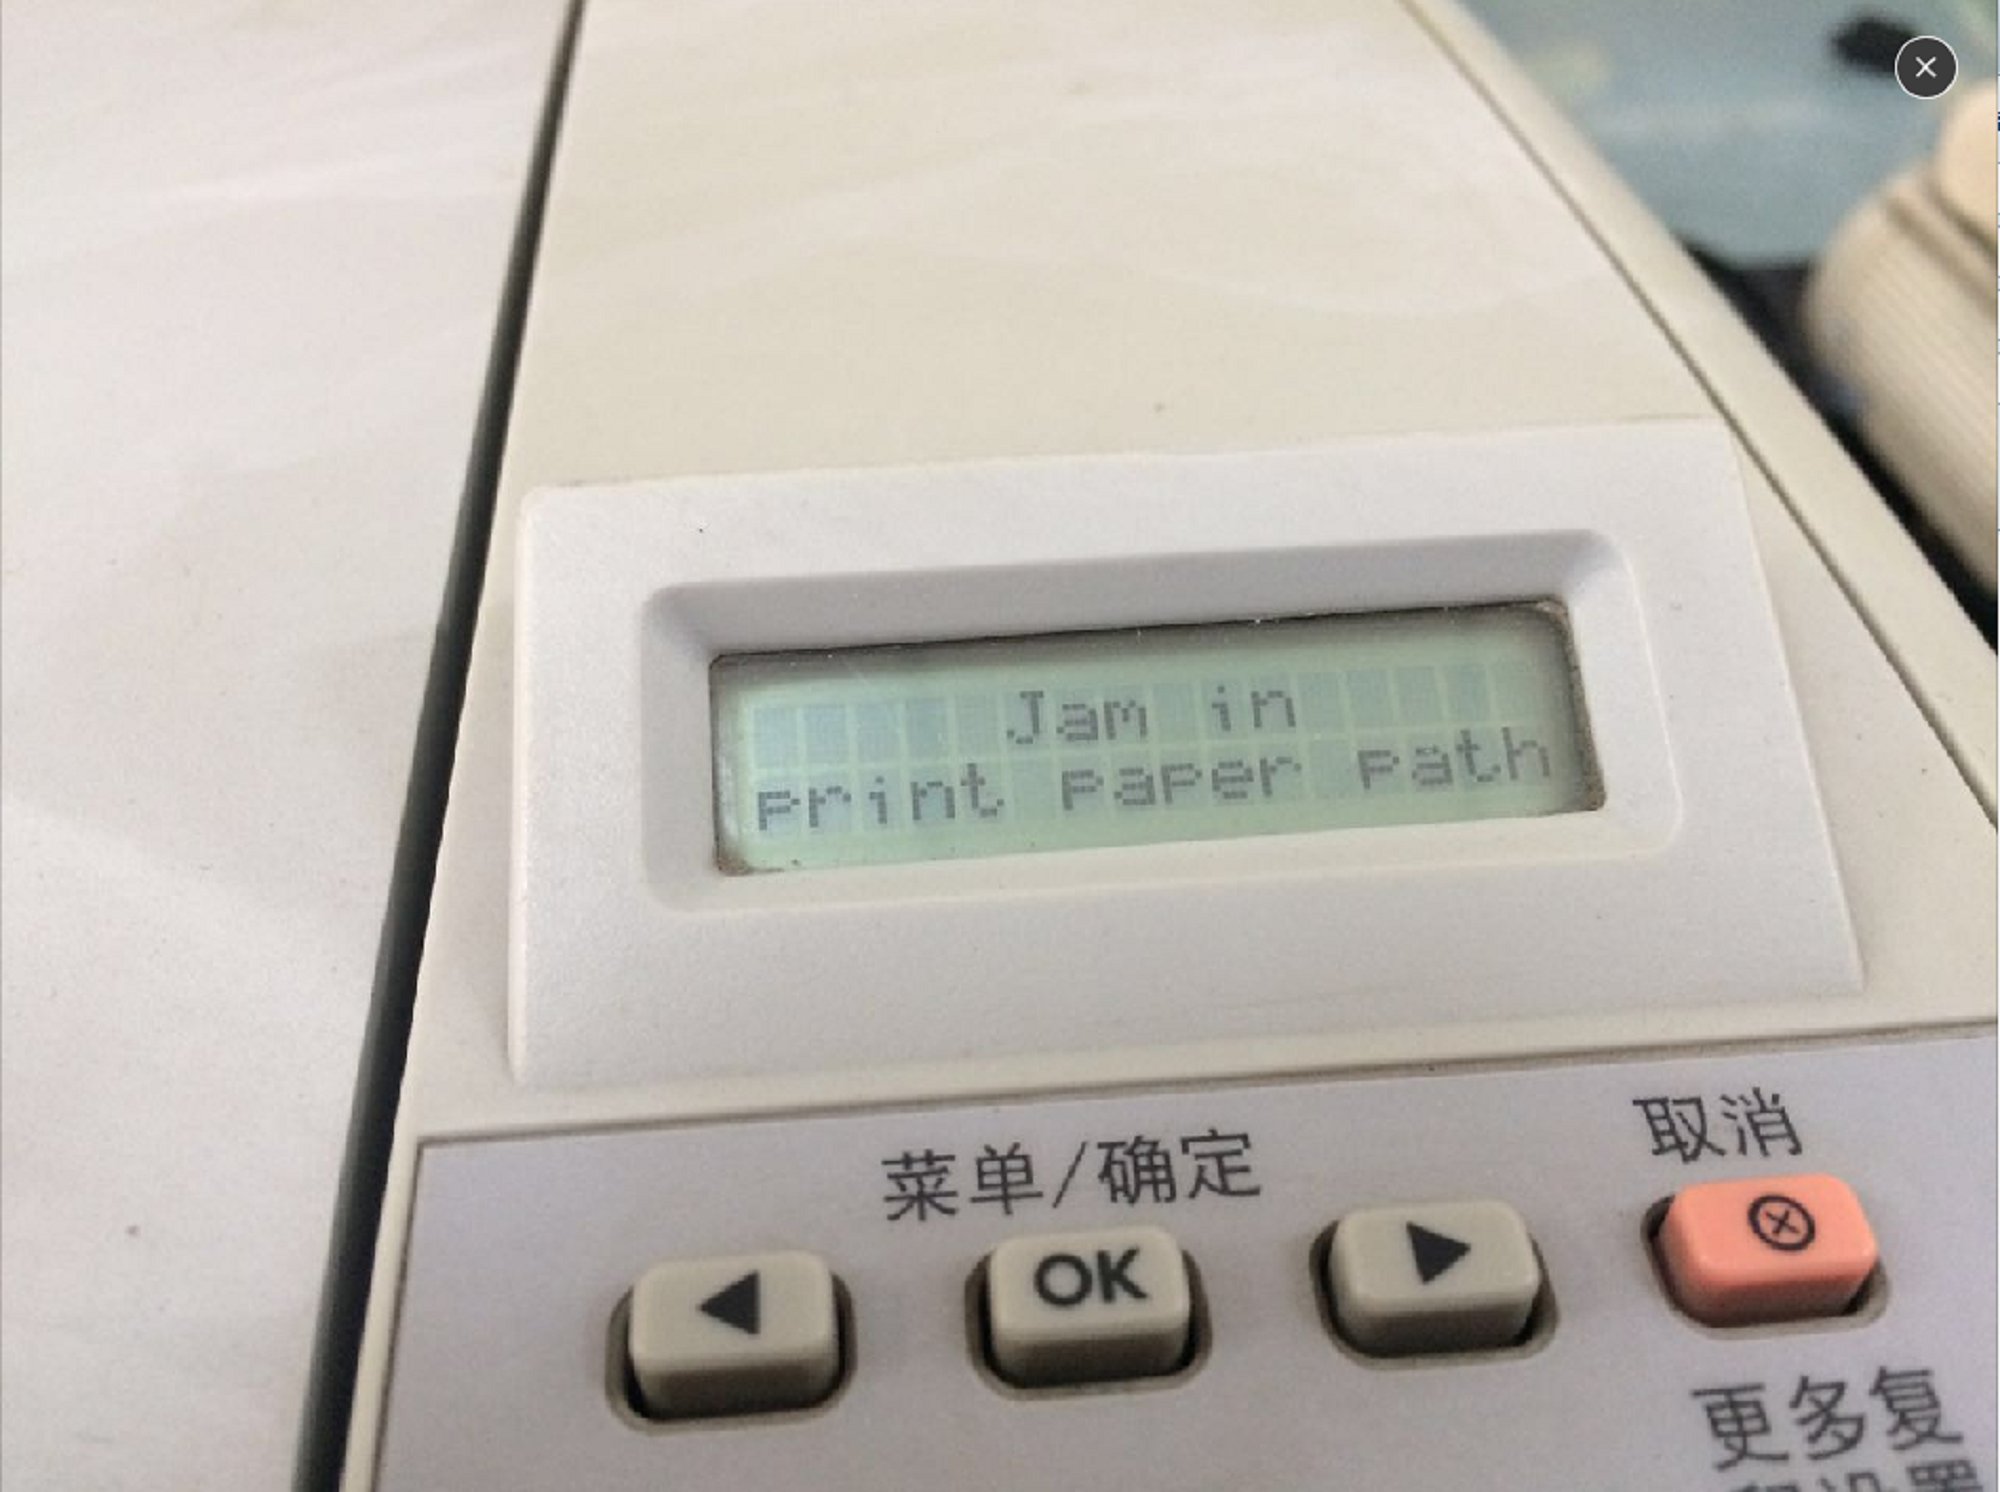 Jam in
print paper path
菜单/确定
取消
OK
更多复